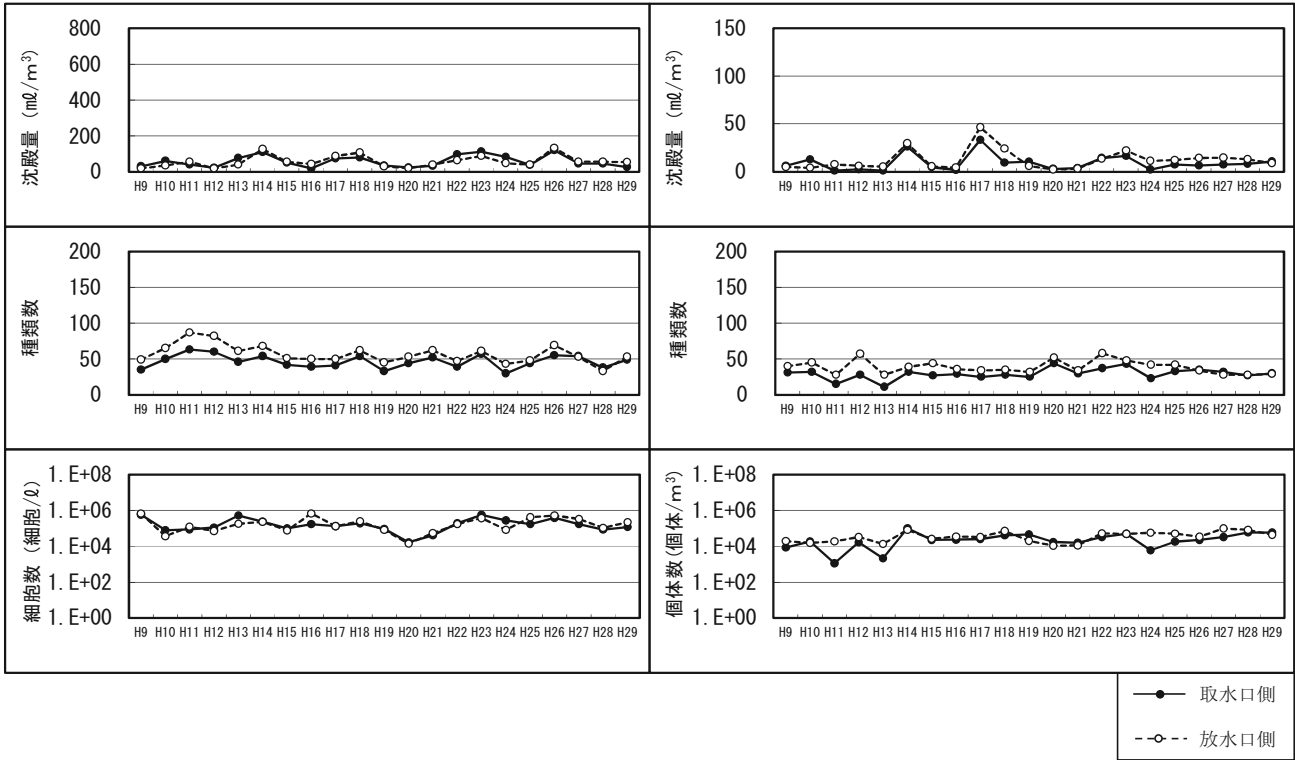 沈殿量 (mℓ/m³)
800
600
400
200
0
H9 H10 H11 H12 H13 H14 H15 H16 H17 H18 H19 H20 H21 H22 H23 H24 H25 H26 H27 H28 H29
沈殿量 (mℓ/m³)
150
100
50
0
H9 H10 H11 H12 H13 H14 H15 H16 H17 H18 H19 H20 H21 H22 H23 H24 H25 H26 H27 H28 H29
種類数
200
150
100
50
0
H9 H10 H11 H12 H13 H14 H15 H16 H17 H18 H19 H20 H21 H22 H23 H24 H25 H26 H27 H28 H29
種類数
200
150
100
50
0
H9 H10 H11 H12 H13 H14 H15 H16 H17 H18 H19 H20 H21 H22 H23 H24 H25 H26 H27 H28 H29
細胞数 (細胞/ℓ)
1.E+08
1.E+06
1.E+04
1.E+02
1.E+00
H9 H10 H11 H12 H13 H14 H15 H16 H17 H18 H19 H20 H21 H22 H23 H24 H25 H26 H27 H28 H29
個体数(個体/m³)
1.E+08
1.E+06
1.E+04
1.E+02
1.E+00
H9 H10 H11 H12 H13 H14 H15 H16 H17 H18 H19 H20 H21 H22 H23 H24 H25 H26 H27 H28 H29
取水口側
放水口側